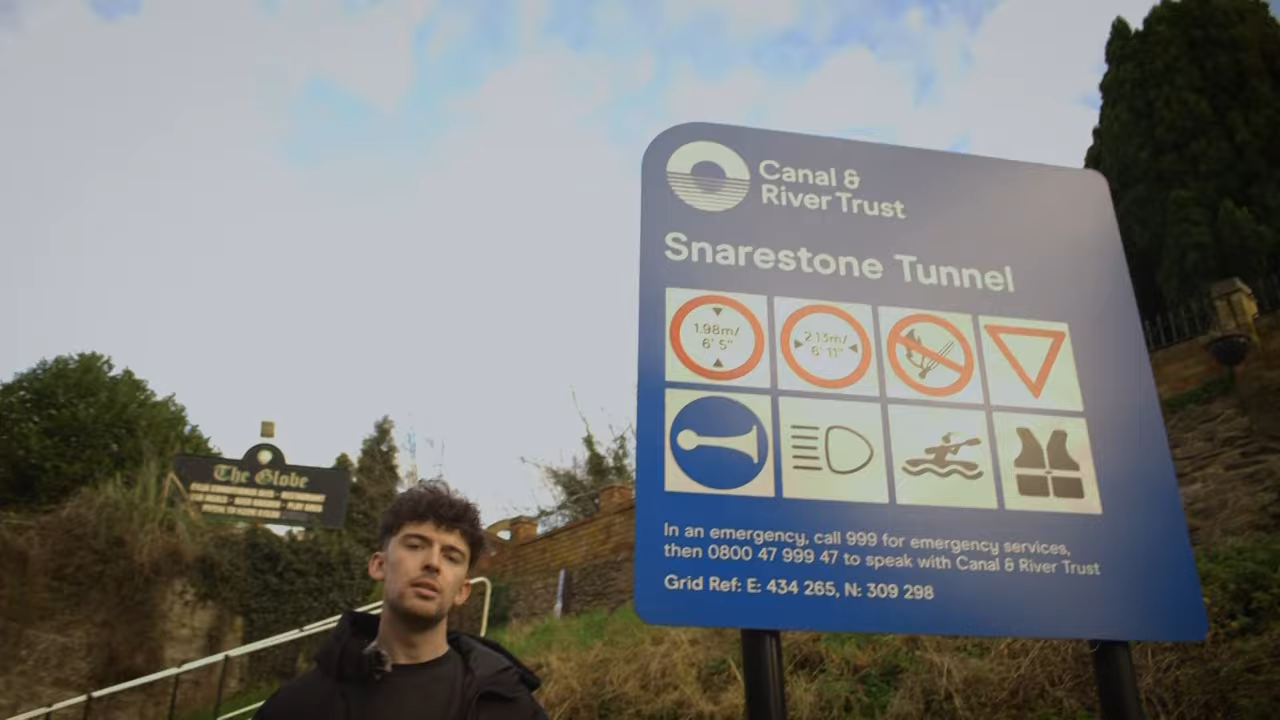 Canal &
River Trust
Snarestone Tunnel
1.98m/
6' 5"
2.13m/
6' 11"
In an emergency, call 999 for emergency services,
then 0800 47 999 47 to speak with Canal & River Trust
Grid Ref: E: 434 265, N: 309 298
The Globe